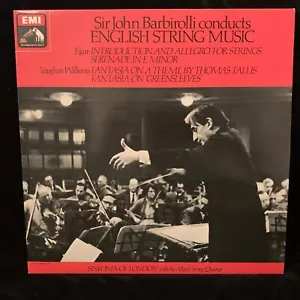 EMI
Sir John Barbirolli conducts
ENGLISH STRING MUSIC
Elgar INTRODUCTION AND ALLEGRO FOR STRINGS
SERENADE IN E MINOR
Vaughan Williams FANTASIA ON A THEME BY THOMAS TALLIS
FANTASIA ON 'GREENSLEEVES'
SINFONIA OF LONDON with the Allegri String Quartet